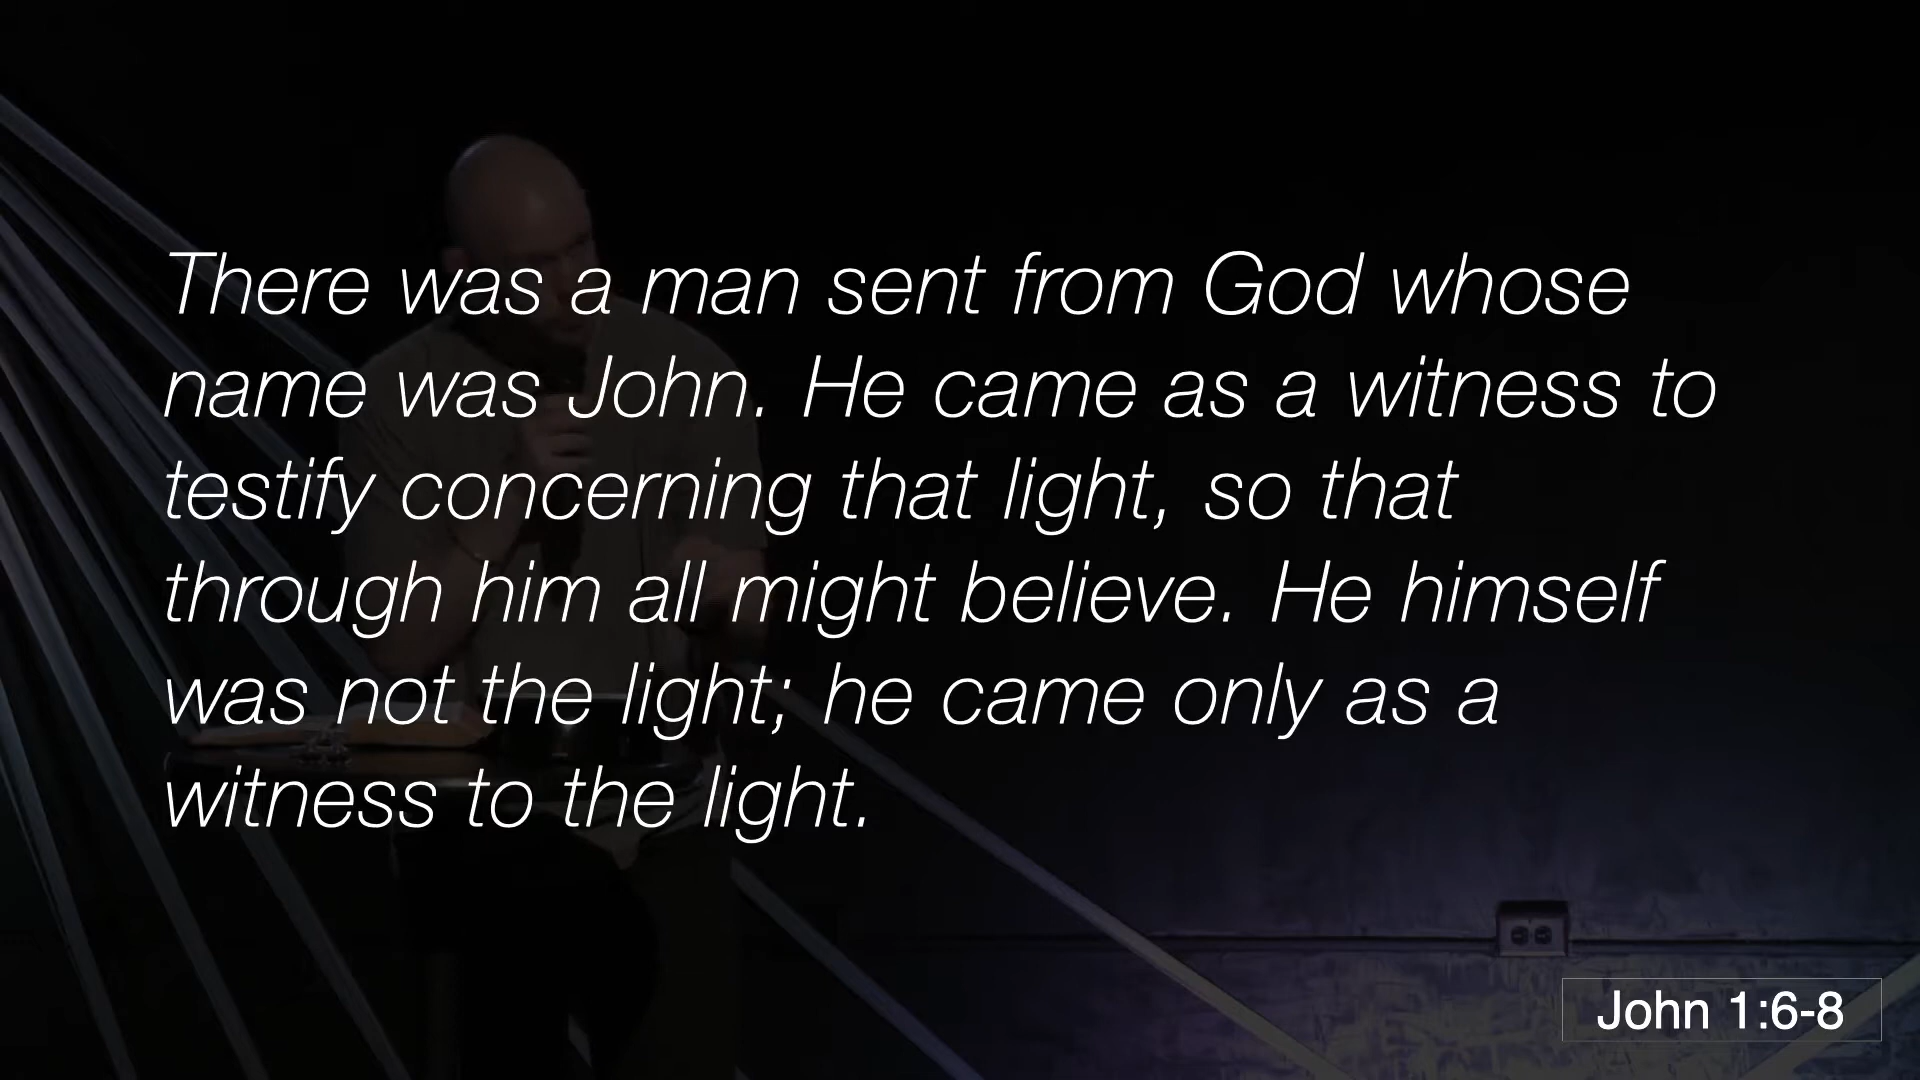 There was a man sent from God whose
name was John. He came as a witness to
testify concerning that light, so that
through him all might believe. He himself
was not the light; he came only as a
witness to the light.
John 1:6-8